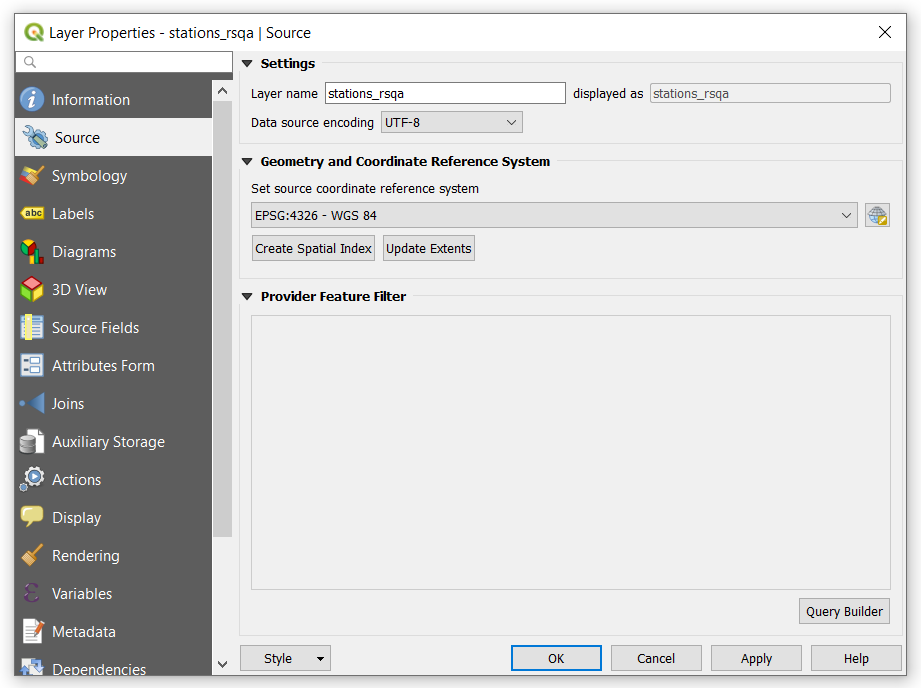 Layer Properties - stations_rsqa | Source
Information
Source
Symbology
abc Labels
Diagrams
3D View
Source Fields
Attributes Form
Joins
Auxiliary Storage
Actions
Display
Rendering
Variables
Metadata
Dependencies
Settings
Layer name stations_rsqa displayed as stations_rsqa
Data source encoding UTF-8
Geometry and Coordinate Reference System
Set source coordinate reference system
EPSG:4326 - WGS 84
Create Spatial Index Update Extents
Provider Feature Filter
Query Builder
Style OK Cancel Apply Help